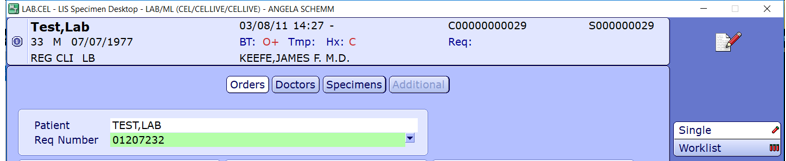 LAB.CEL - LIS Specimen Desktop - LAB/ML (CEL/CEL.LIVE/CEL.LIVE) - ANGELA SCHEMM
Test,Lab 03/08/11 14:27 - C00000000029 S000000029
33 M 07/07/1977 BT: O+ Tmp: Hx: C Req:
REG CLI LB KEEFE,JAMES F. M.D.
Orders Doctors Specimens Additional
Patient TEST,LAB
Req Number 01207232
Single
Worklist